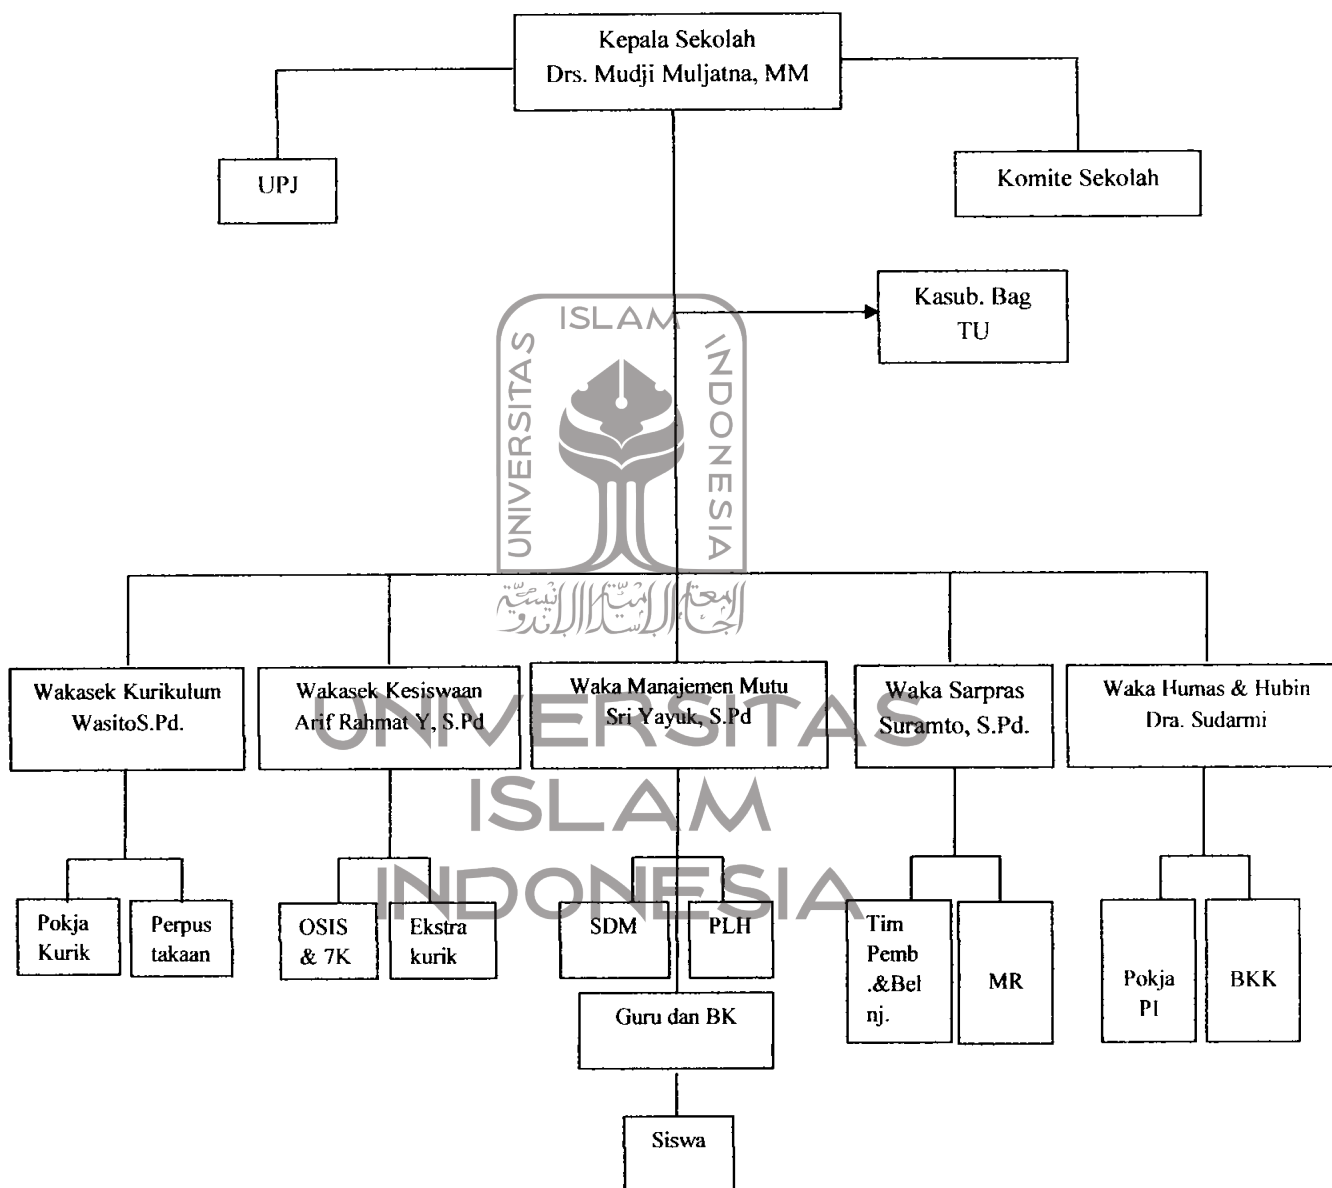 Kepala Sekolah
Drs. Mudji Muljatna, MM
UPJ
Komite Sekolah
Kasub. Bag
TU
UNIVERSITAS
ISLAM
INDONESIA
الجامعة الإسلامية الإندونيسية
Wakasek Kurikulum
WasitoS.Pd.
Wakasek Kesiswaan
Arif Rahmat Y, S.Pd
Waka Manajemen Mutu
Sri Yayuk, S.Pd
Waka Sarpras
Suramto, S.Pd.
Waka Humas & Hubin
Dra. Sudarmi
UNIVERSITAS
ISLAM
INDONESIA
Pokja
Kurik
Perpus
takaan
OSIS
& 7K
Ekstra
kurik
SDM
PLH
Tim
Pemb
.&Bel
nj.
MR
Pokja
PI
BKK
Guru dan BK
Siswa